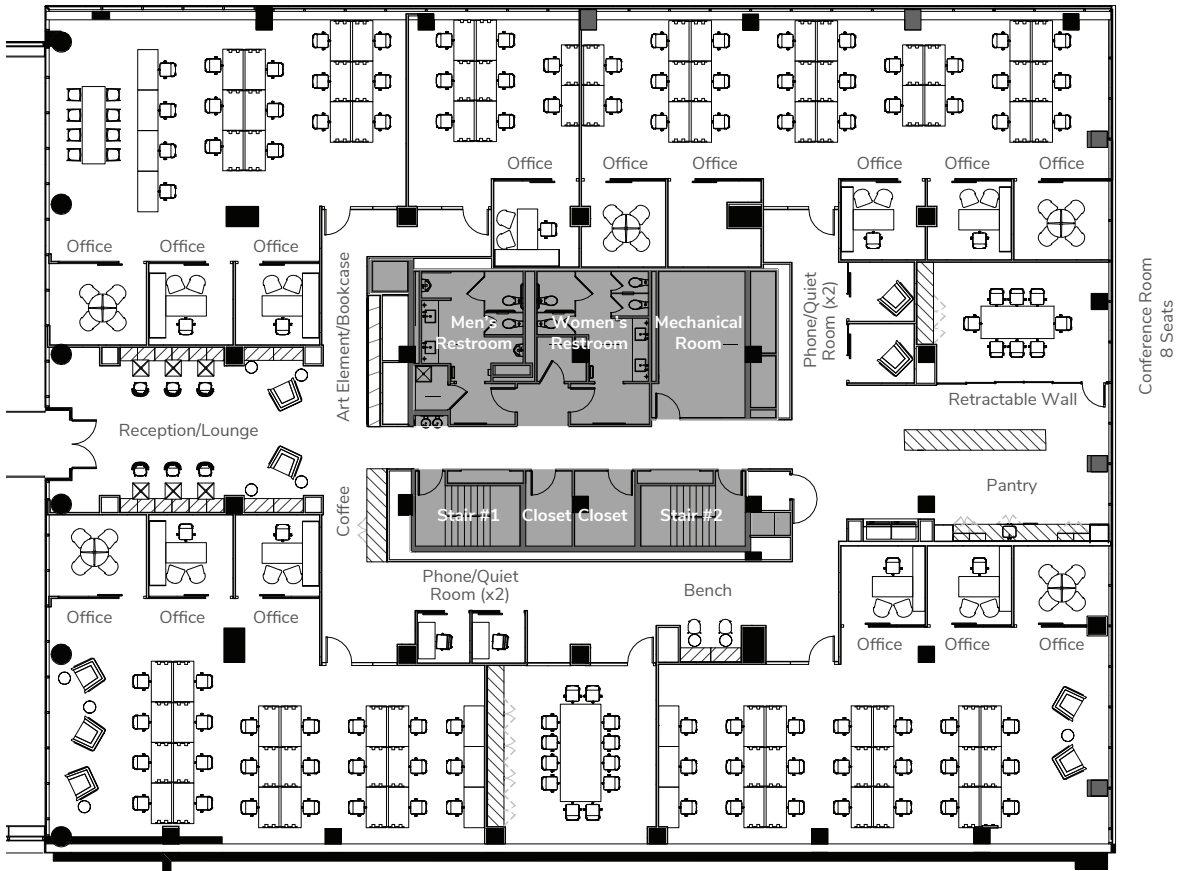 Office
Office
Office
Office
Office
Office
Office
Office
Office
Art Element/Bookcase
Men's
Restroom
Women's
Restroom
Mechanical
Room
Phone/Quiet
Room (x2)
Conference Room
8 Seats
Retractable Wall
Reception/Lounge
Pantry
Coffee
Stair #1
Closet
Closet
Stair #2
Phone/Quiet
Room (x2)
Bench
Office
Office
Office
Office
Office
Office